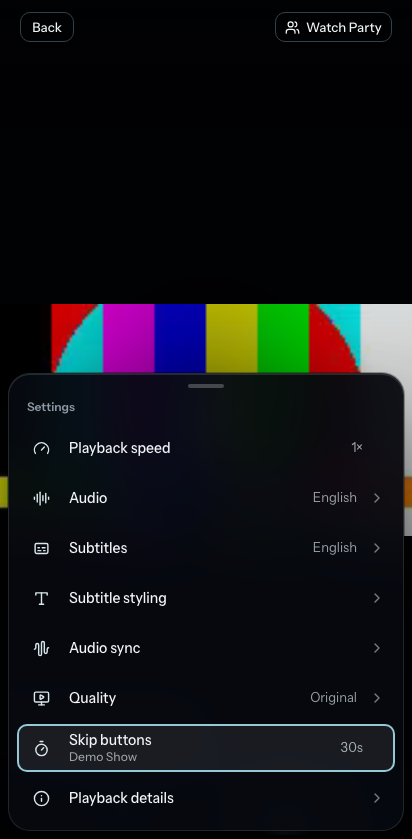 Back
Watch Party
Settings
Playback speed 1×
Audio English
Subtitles English
Subtitle styling
Audio sync
Quality Original
Skip buttons 30s
Demo Show
Playback details